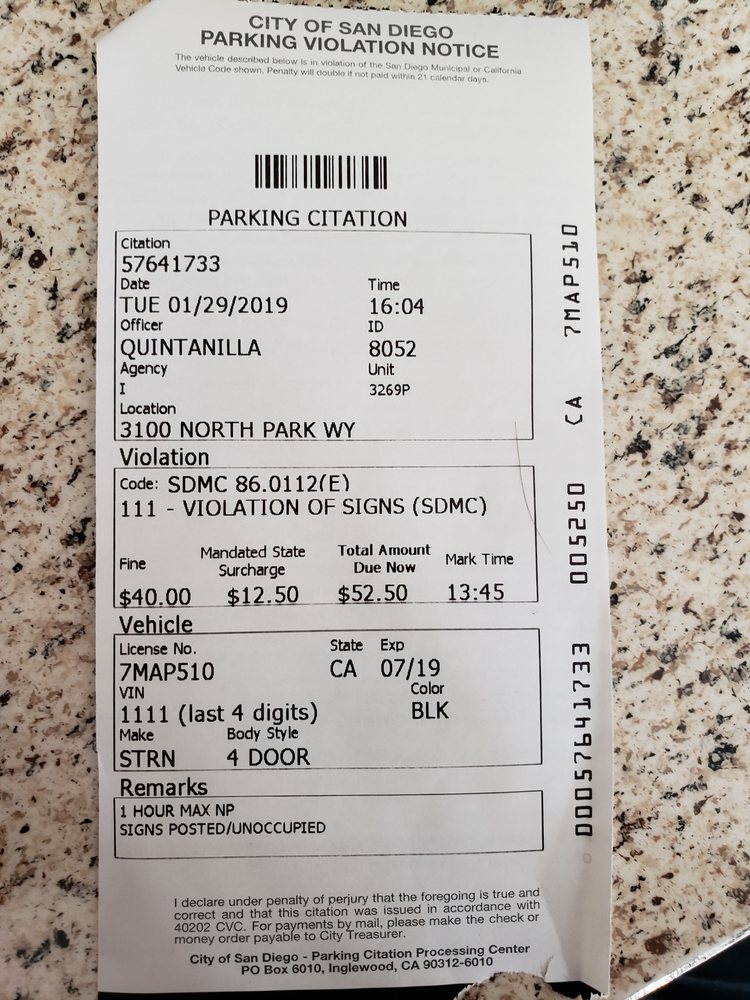 CITY OF SAN DIEGO
PARKING VIOLATION NOTICE
The vehicle described below is in violation of the San Diego Municipal or California
Vehicle Code shown. Penalty will double if not paid within 21 calendar days.
PARKING CITATION
Citation
57641733
Date Time
TUE 01/29/2019 16:04
Officer ID
QUINTANILLA 8052
Agency Unit
I 3269P
Location
3100 NORTH PARK WY
Violation
Code: SDMC 86.0112(E)
111 - VIOLATION OF SIGNS (SDMC)
Fine Mandated State Surcharge Total Amount Due Now Mark Time
$40.00 $12.50 $52.50 13:45
Vehicle
License No. State Exp
7MAP510 CA 07/19
VIN Color
1111 (last 4 digits) BLK
Make Body Style
STRN 4 DOOR
Remarks
1 HOUR MAX NP
SIGNS POSTED/UNOCCUPIED
I declare under penalty of perjury that the foregoing is true and
correct and that this citation was issued in accordance with
40202 CVC. For payments by mail, please make the check or
money order payable to City Treasurer.
City of San Diego - Parking Citation Processing Center
PO Box 6010, Inglewood, CA 90312-6010
00057641733 005250 CA 7MAP510